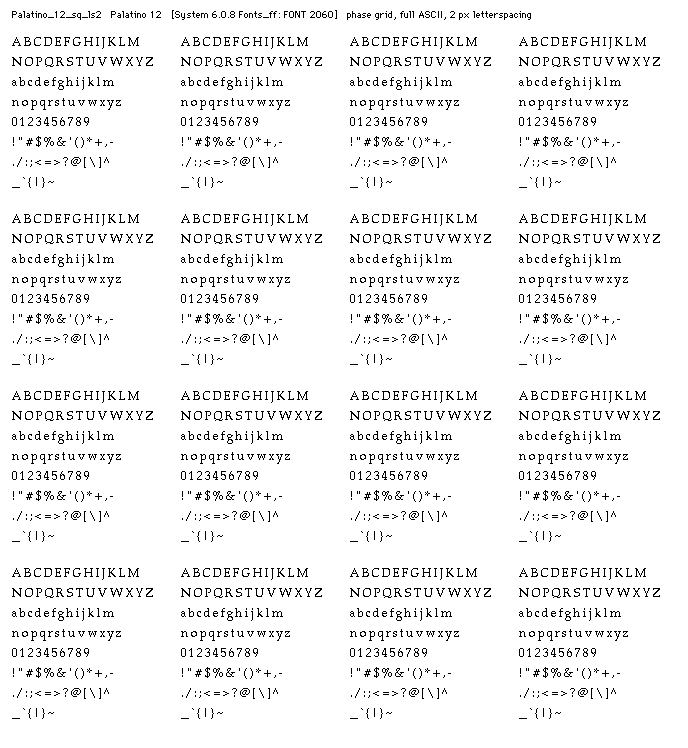 Palatino_12_sq_ls2 Palatino 12 [System 6.0.8 Fonts_ff: FONT 2060] phase grid, full ASCII, 2 px letterspacing
ABCDEFGHIJKLM ABCDEFGHIJKLM ABCDEFGHIJKLM ABCDEFGHIJKLM
NOPQRSTUVWXYZ NOPQRSTUVWXYZ NOPQRSTUVWXYZ NOPQRSTUVWXYZ
abcdefghijklm abcdefghijklm abcdefghijklm abcdefghijklm
nopqrstuvwxyz nopqrstuvwxyz nopqrstuvwxyz nopqrstuvwxyz
0123456789 0123456789 0123456789 0123456789
!"#$%&'()*+,- !"#$%&'()*+,- !"#$%&'()*+,- !"#$%&'()*+,-
./:;<=>?@[\]^ ./:;<=>?@[\]^ ./:;<=>?@[\]^ ./:;<=>?@[\]^
_`{|}~ _`{|}~ _`{|}~ _`{|}~
ABCDEFGHIJKLM ABCDEFGHIJKLM ABCDEFGHIJKLM ABCDEFGHIJKLM
NOPQRSTUVWXYZ NOPQRSTUVWXYZ NOPQRSTUVWXYZ NOPQRSTUVWXYZ
abcdefghijklm abcdefghijklm abcdefghijklm abcdefghijklm
nopqrstuvwxyz nopqrstuvwxyz nopqrstuvwxyz nopqrstuvwxyz
0123456789 0123456789 0123456789 0123456789
!"#$%&'()*+,- !"#$%&'()*+,- !"#$%&'()*+,- !"#$%&'()*+,-
./:;<=>?@[\]^ ./:;<=>?@[\]^ ./:;<=>?@[\]^ ./:;<=>?@[\]^
_`{|}~ _`{|}~ _`{|}~ _`{|}~
ABCDEFGHIJKLM ABCDEFGHIJKLM ABCDEFGHIJKLM ABCDEFGHIJKLM
NOPQRSTUVWXYZ NOPQRSTUVWXYZ NOPQRSTUVWXYZ NOPQRSTUVWXYZ
abcdefghijklm abcdefghijklm abcdefghijklm abcdefghijklm
nopqrstuvwxyz nopqrstuvwxyz nopqrstuvwxyz nopqrstuvwxyz
0123456789 0123456789 0123456789 0123456789
!"#$%&'()*+,- !"#$%&'()*+,- !"#$%&'()*+,- !"#$%&'()*+,-
./:;<=>?@[\]^ ./:;<=>?@[\]^ ./:;<=>?@[\]^ ./:;<=>?@[\]^
_`{|}~ _`{|}~ _`{|}~ _`{|}~
ABCDEFGHIJKLM ABCDEFGHIJKLM ABCDEFGHIJKLM ABCDEFGHIJKLM
NOPQRSTUVWXYZ NOPQRSTUVWXYZ NOPQRSTUVWXYZ NOPQRSTUVWXYZ
abcdefghijklm abcdefghijklm abcdefghijklm abcdefghijklm
nopqrstuvwxyz nopqrstuvwxyz nopqrstuvwxyz nopqrstuvwxyz
0123456789 0123456789 0123456789 0123456789
!"#$%&'()*+,- !"#$%&'()*+,- !"#$%&'()*+,- !"#$%&'()*+,-
./:;<=>?@[\]^ ./:;<=>?@[\]^ ./:;<=>?@[\]^ ./:;<=>?@[\]^
_`{|}~ _`{|}~ _`{|}~ _`{|}~